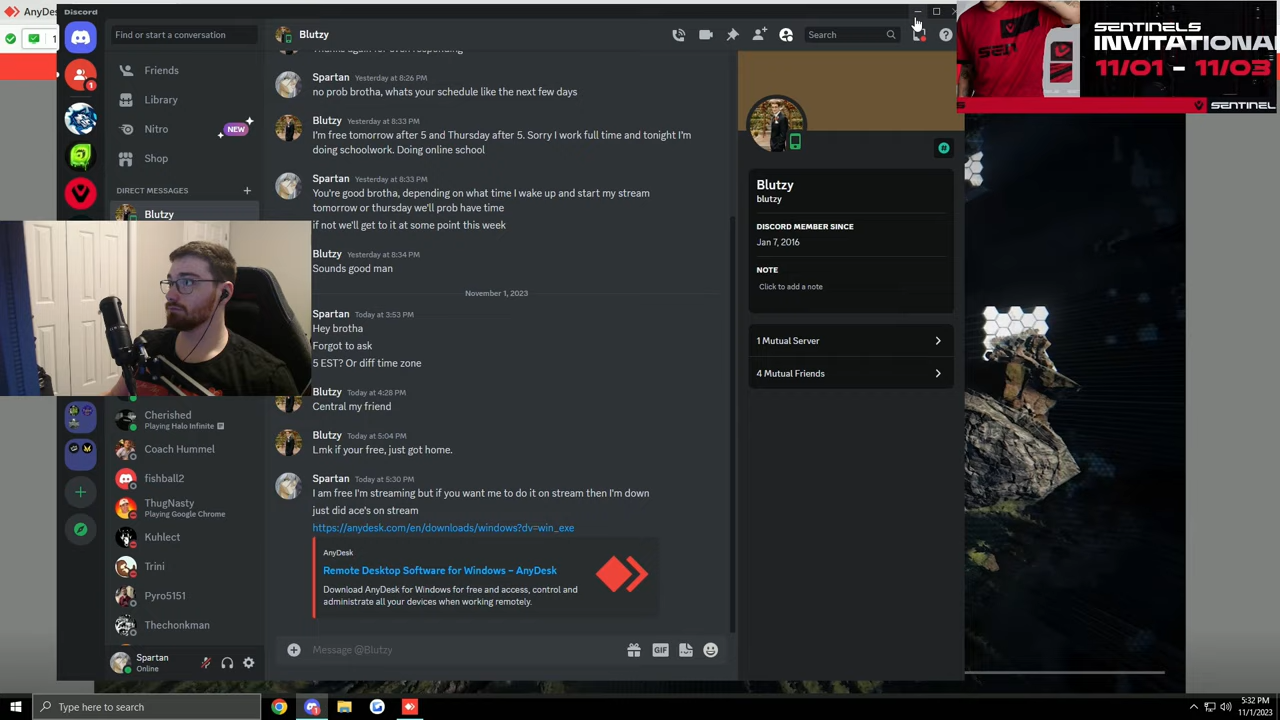 AnyDes
Discord
1
Find or start a conversation
Blutzy
Search
SENTINELS
INVITATIONA
11/01 - 11/03
SENTINEL
Friends
1
Library
Nitro
NEW
Shop
DIRECT MESSAGES
Blutzy
Cherished
Playing Halo Infinite
Coach Hummel
fishball2
ThugNasty
Playing Google Chrome
Kuhlect
Trini
Pyro5151
Thechonkman
Spartan
Online
Spartan Yesterday at 8:26 PM
no prob brotha, whats your schedule like the next few days
Blutzy Yesterday at 8:33 PM
I'm free tomorrow after 5 and Thursday after 5. Sorry I work full time and tonight I'm
doing schoolwork. Doing online school
Spartan Yesterday at 8:33 PM
You're good brotha, depending on what time I wake up and start my stream
tomorrow or thursday we'll prob have time
if not we'll get to it at some point this week
Blutzy Yesterday at 8:34 PM
Sounds good man
November 1, 2023
Spartan Today at 3:53 PM
Hey brotha
Forgot to ask
5 EST? Or diff time zone
Blutzy Today at 4:28 PM
Central my friend
Blutzy Today at 5:04 PM
Lmk if your free, just got home.
Spartan Today at 5:30 PM
I am free I'm streaming but if you want me to do it on stream then I'm down
just did ace's on stream
https://anydesk.com/en/downloads/windows?dv=win_exe
AnyDesk
Remote Desktop Software for Windows – AnyDesk
Download AnyDesk for Windows for free and access, control and
administrate all your devices when working remotely.
Message @Blutzy
GIF
Blutzy
blutzy
DISCORD MEMBER SINCE
Jan 7, 2016
NOTE
Click to add a note
1 Mutual Server
4 Mutual Friends
Type here to search
5:32 PM
11/1/2023